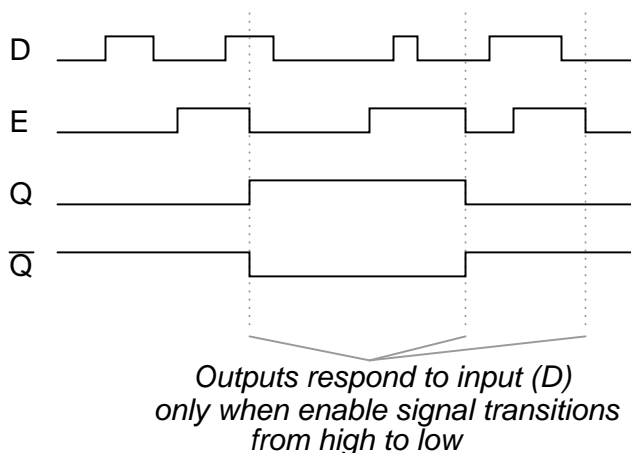 D
E
Q
Q̅
Outputs respond to input (D)
only when enable signal transitions
from high to low